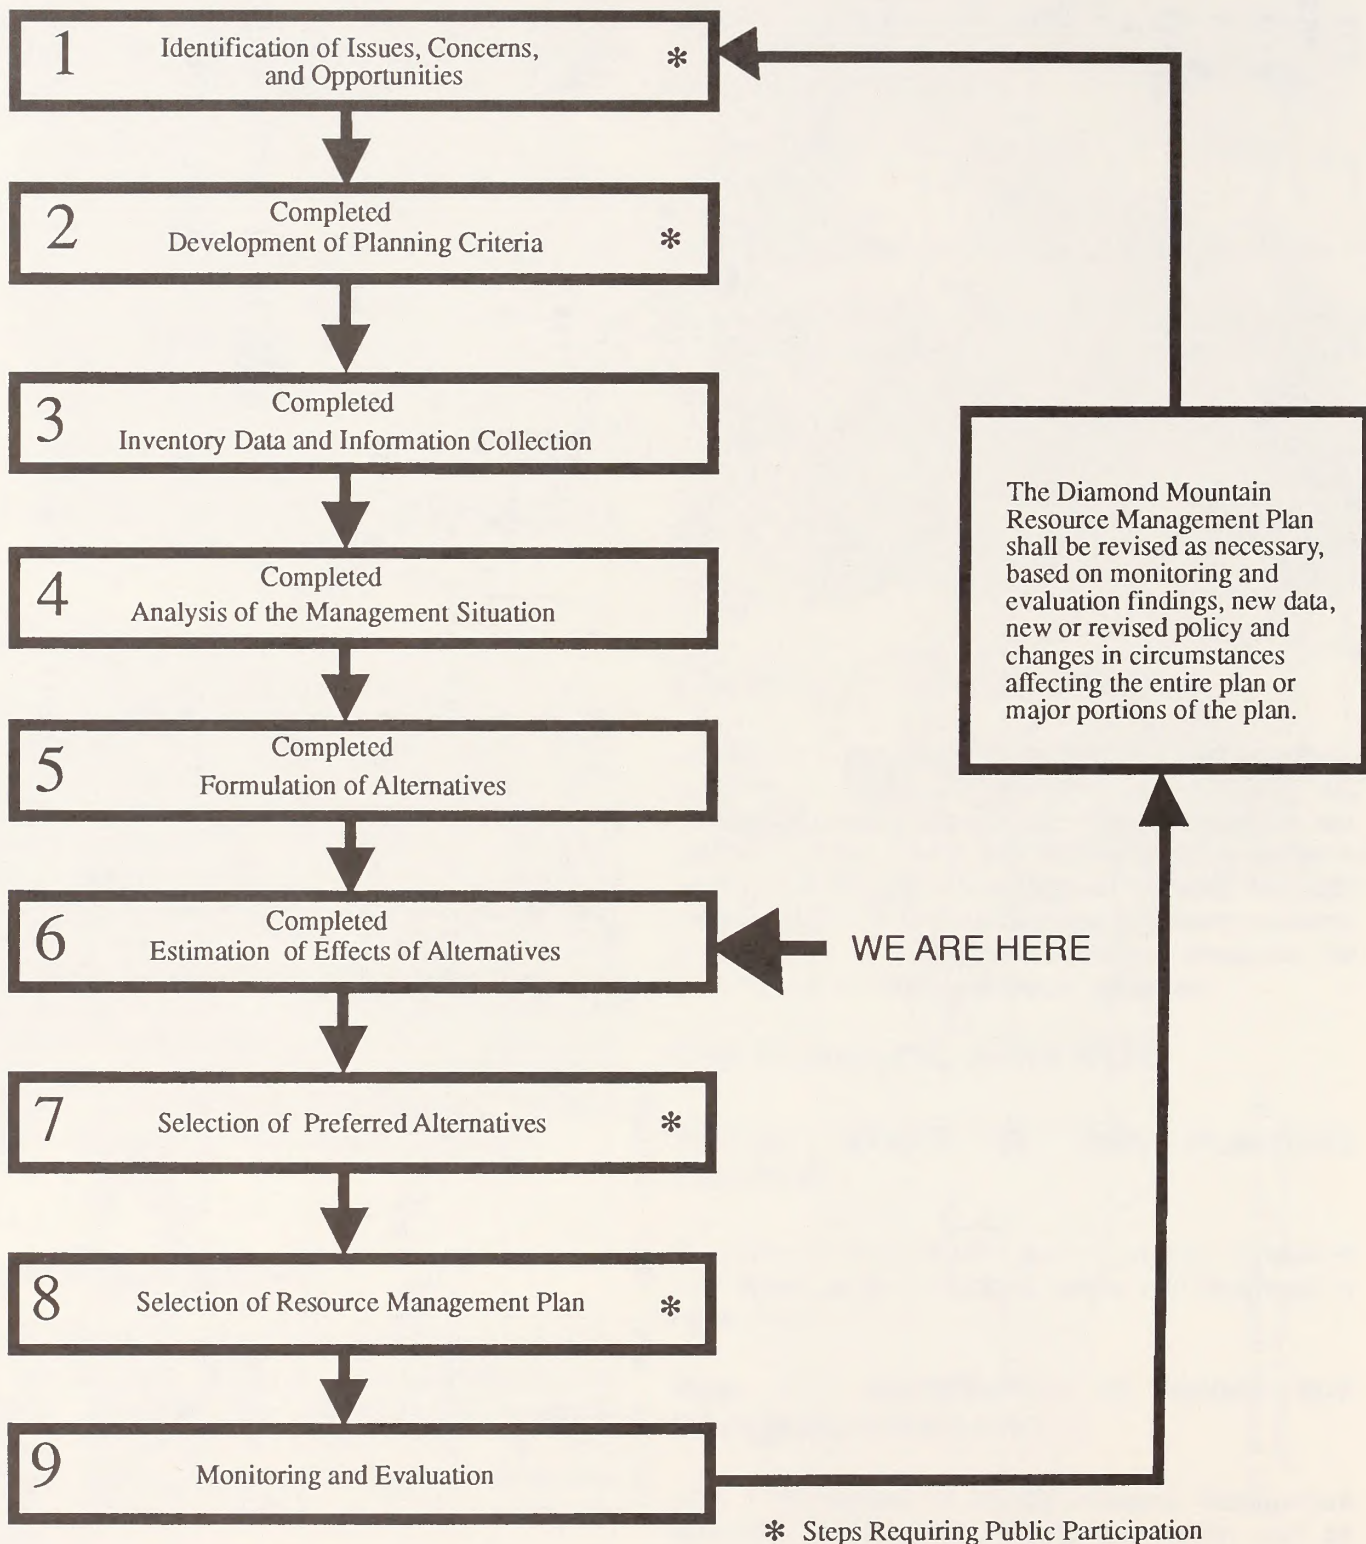 1
Identification of Issues, Concerns,
and Opportunities
*
2
Completed
Development of Planning Criteria
*
3
Completed
Inventory Data and Information Collection
4
Completed
Analysis of the Management Situation
5
Completed
Formulation of Alternatives
6
Completed
Estimation of Effects of Alternatives
WE ARE HERE
7
Selection of Preferred Alternatives
*
8
Selection of Resource Management Plan
*
9
Monitoring and Evaluation
The Diamond Mountain
Resource Management Plan
shall be revised as necessary,
based on monitoring and
evaluation findings, new data,
new or revised policy and
changes in circumstances
affecting the entire plan or
major portions of the plan.
* Steps Requiring Public Participation